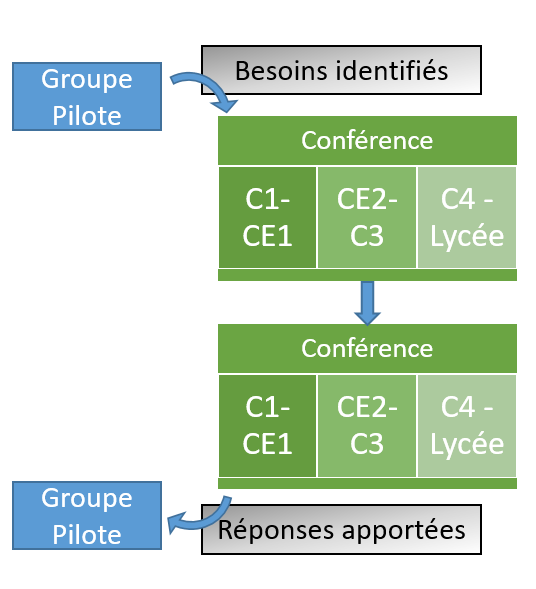 Groupe
Pilote
Besoins identifiés
Conférence
C1-
CE1
CE2-
C3
C4 -
Lycée
Conférence
C1-
CE1
CE2-
C3
C4 -
Lycée
Groupe
Pilote
Réponses apportées